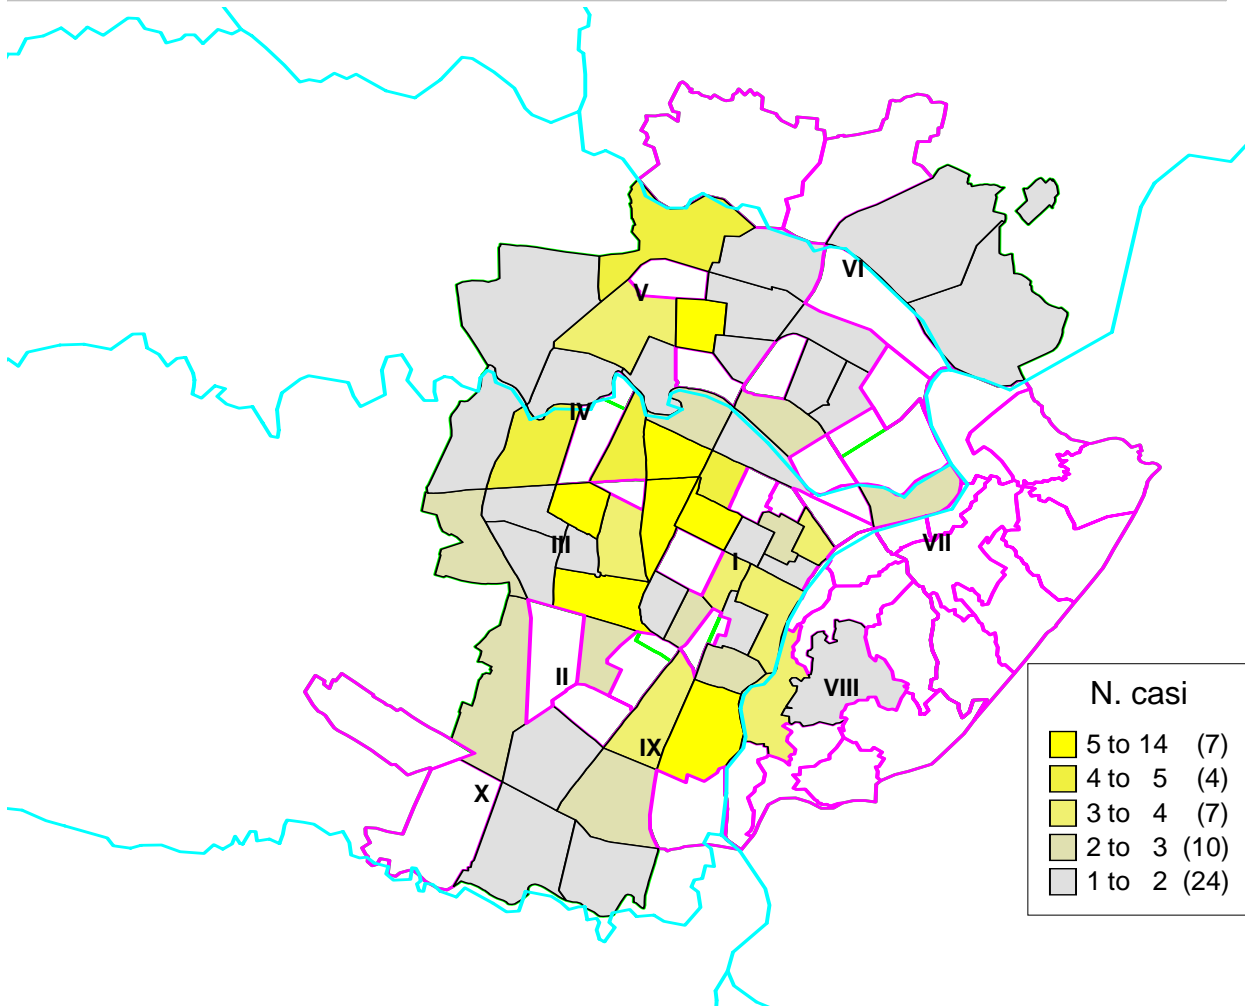 VI
V
IV
III
I
VII
II
VIII
IX
X
N. casi
5 to 14 (7)
4 to 5 (4)
3 to 4 (7)
2 to 3 (10)
1 to 2 (24)